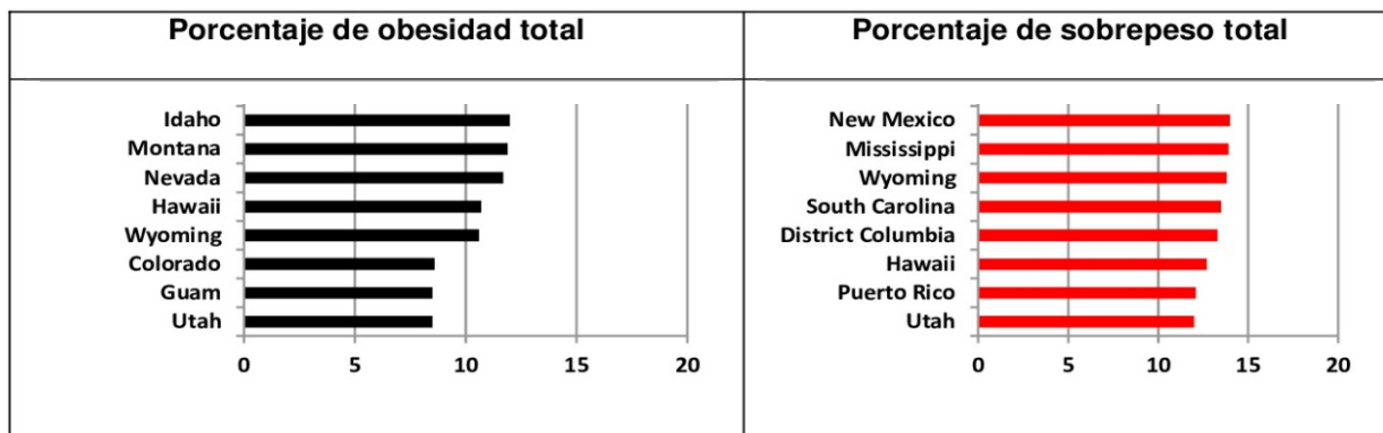 Porcentaje de obesidad total
Idaho
Montana
Nevada
Hawaii
Wyoming
Colorado
Guam
Utah
0 5 10 15 20
Porcentaje de sobrepeso total
New Mexico
Mississippi
Wyoming
South Carolina
District Columbia
Hawaii
Puerto Rico
Utah
0 5 10 15 20